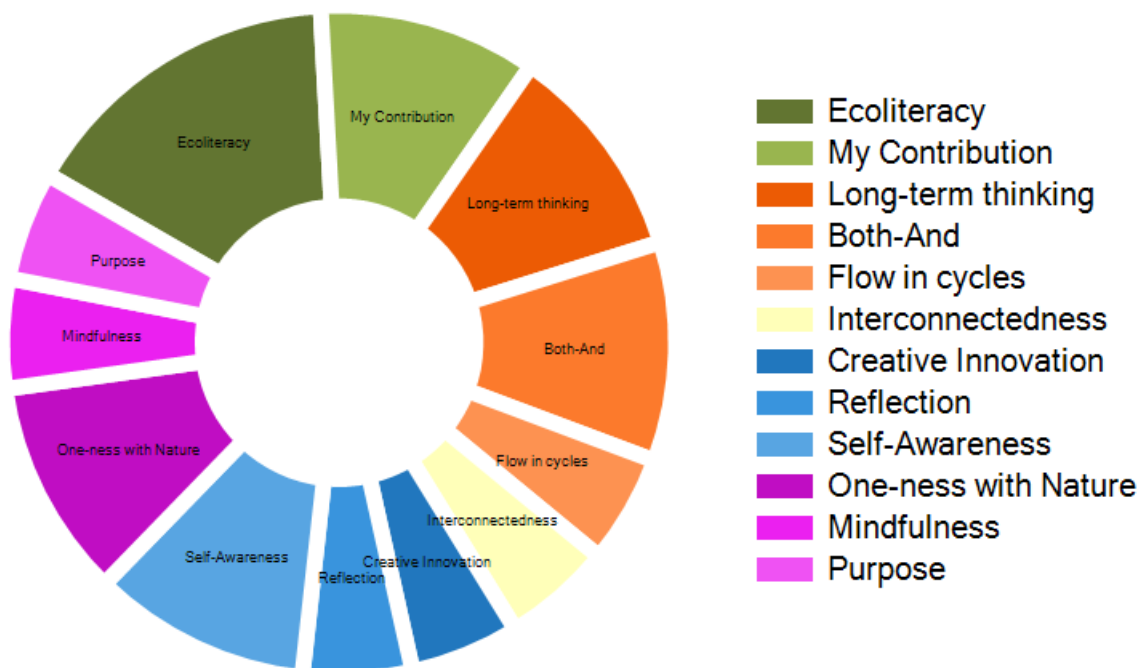 Ecoliteracy
My Contribution
Long-term thinking
Both-And
Flow in cycles
Interconnectedness
Creative Innovation
Reflection
Self-Awareness
One-ness with Nature
Mindfulness
Purpose
Ecoliteracy
My Contribution
Long-term thinking
Both-And
Flow in cycles
Interconnectedness
Creative Innovation
Reflection
Self-Awareness
One-ness with Nature
Mindfulness
Purpose